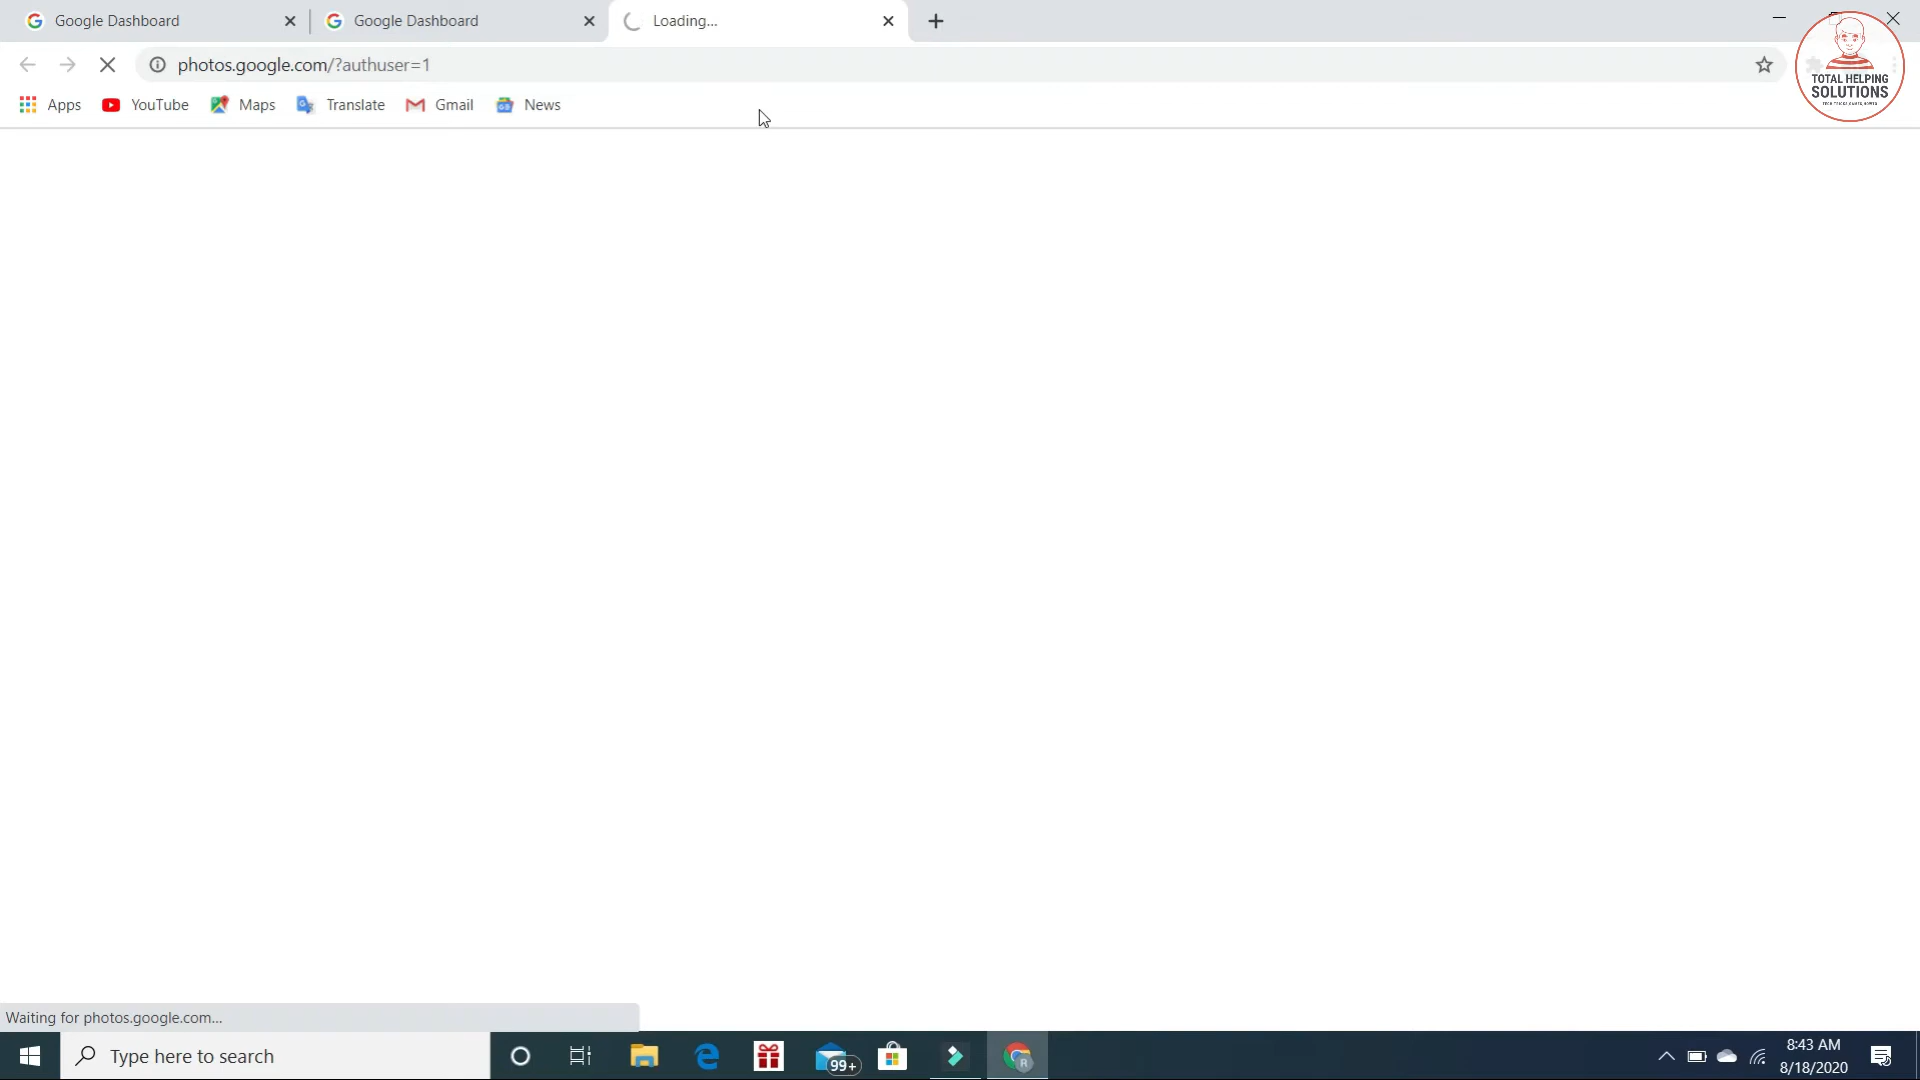 Google Dashboard
Google Dashboard
Loading...
photos.google.com/?authuser=1
Apps
YouTube
Maps
Translate
Gmail
News
TOTAL HELPING
SOLUTIONS
Waiting for photos.google.com...
Type here to search
99+
R
8:43 AM
8/18/2020